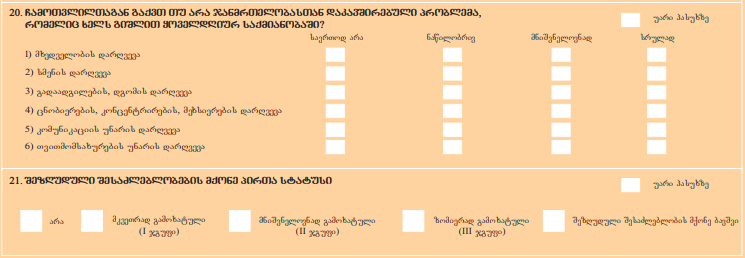 20. ჩამოთვლილთაგან გაქვთ თუ არა ჯანმრთელობასთან დაკავშირებული პრობლემა,
რომელიც ხელს გიშლით ყოველდღიურ საქმიანობაში?
უარი პასუხზე
საერთოდ არა ნაწილობრივ მნიშვნელოვნად სრულად
1) მხედველობის დარღვევა
2) სმენის დარღვევა
3) გადაადგილების, დგომის დარღვევა
4) ცნობიერების, კონცენტრირების, მეხსიერების დარღვევა
5) კომუნიკაციის უნარის დარღვევა
6) თვითმომსახურების უნარის დარღვევა
21. შეზღუდული შესაძლებლობების მქონე პირთა სტატუსი
უარი პასუხზე
არა მკვეთრად გამოხატული მნიშვნელოვნად გამოხატული ზომიერად გამოხატული შეზღუდული შესაძლებლობის მქონე ბავშვი
(I ჯგუფი) (II ჯგუფი) (III ჯგუფი)